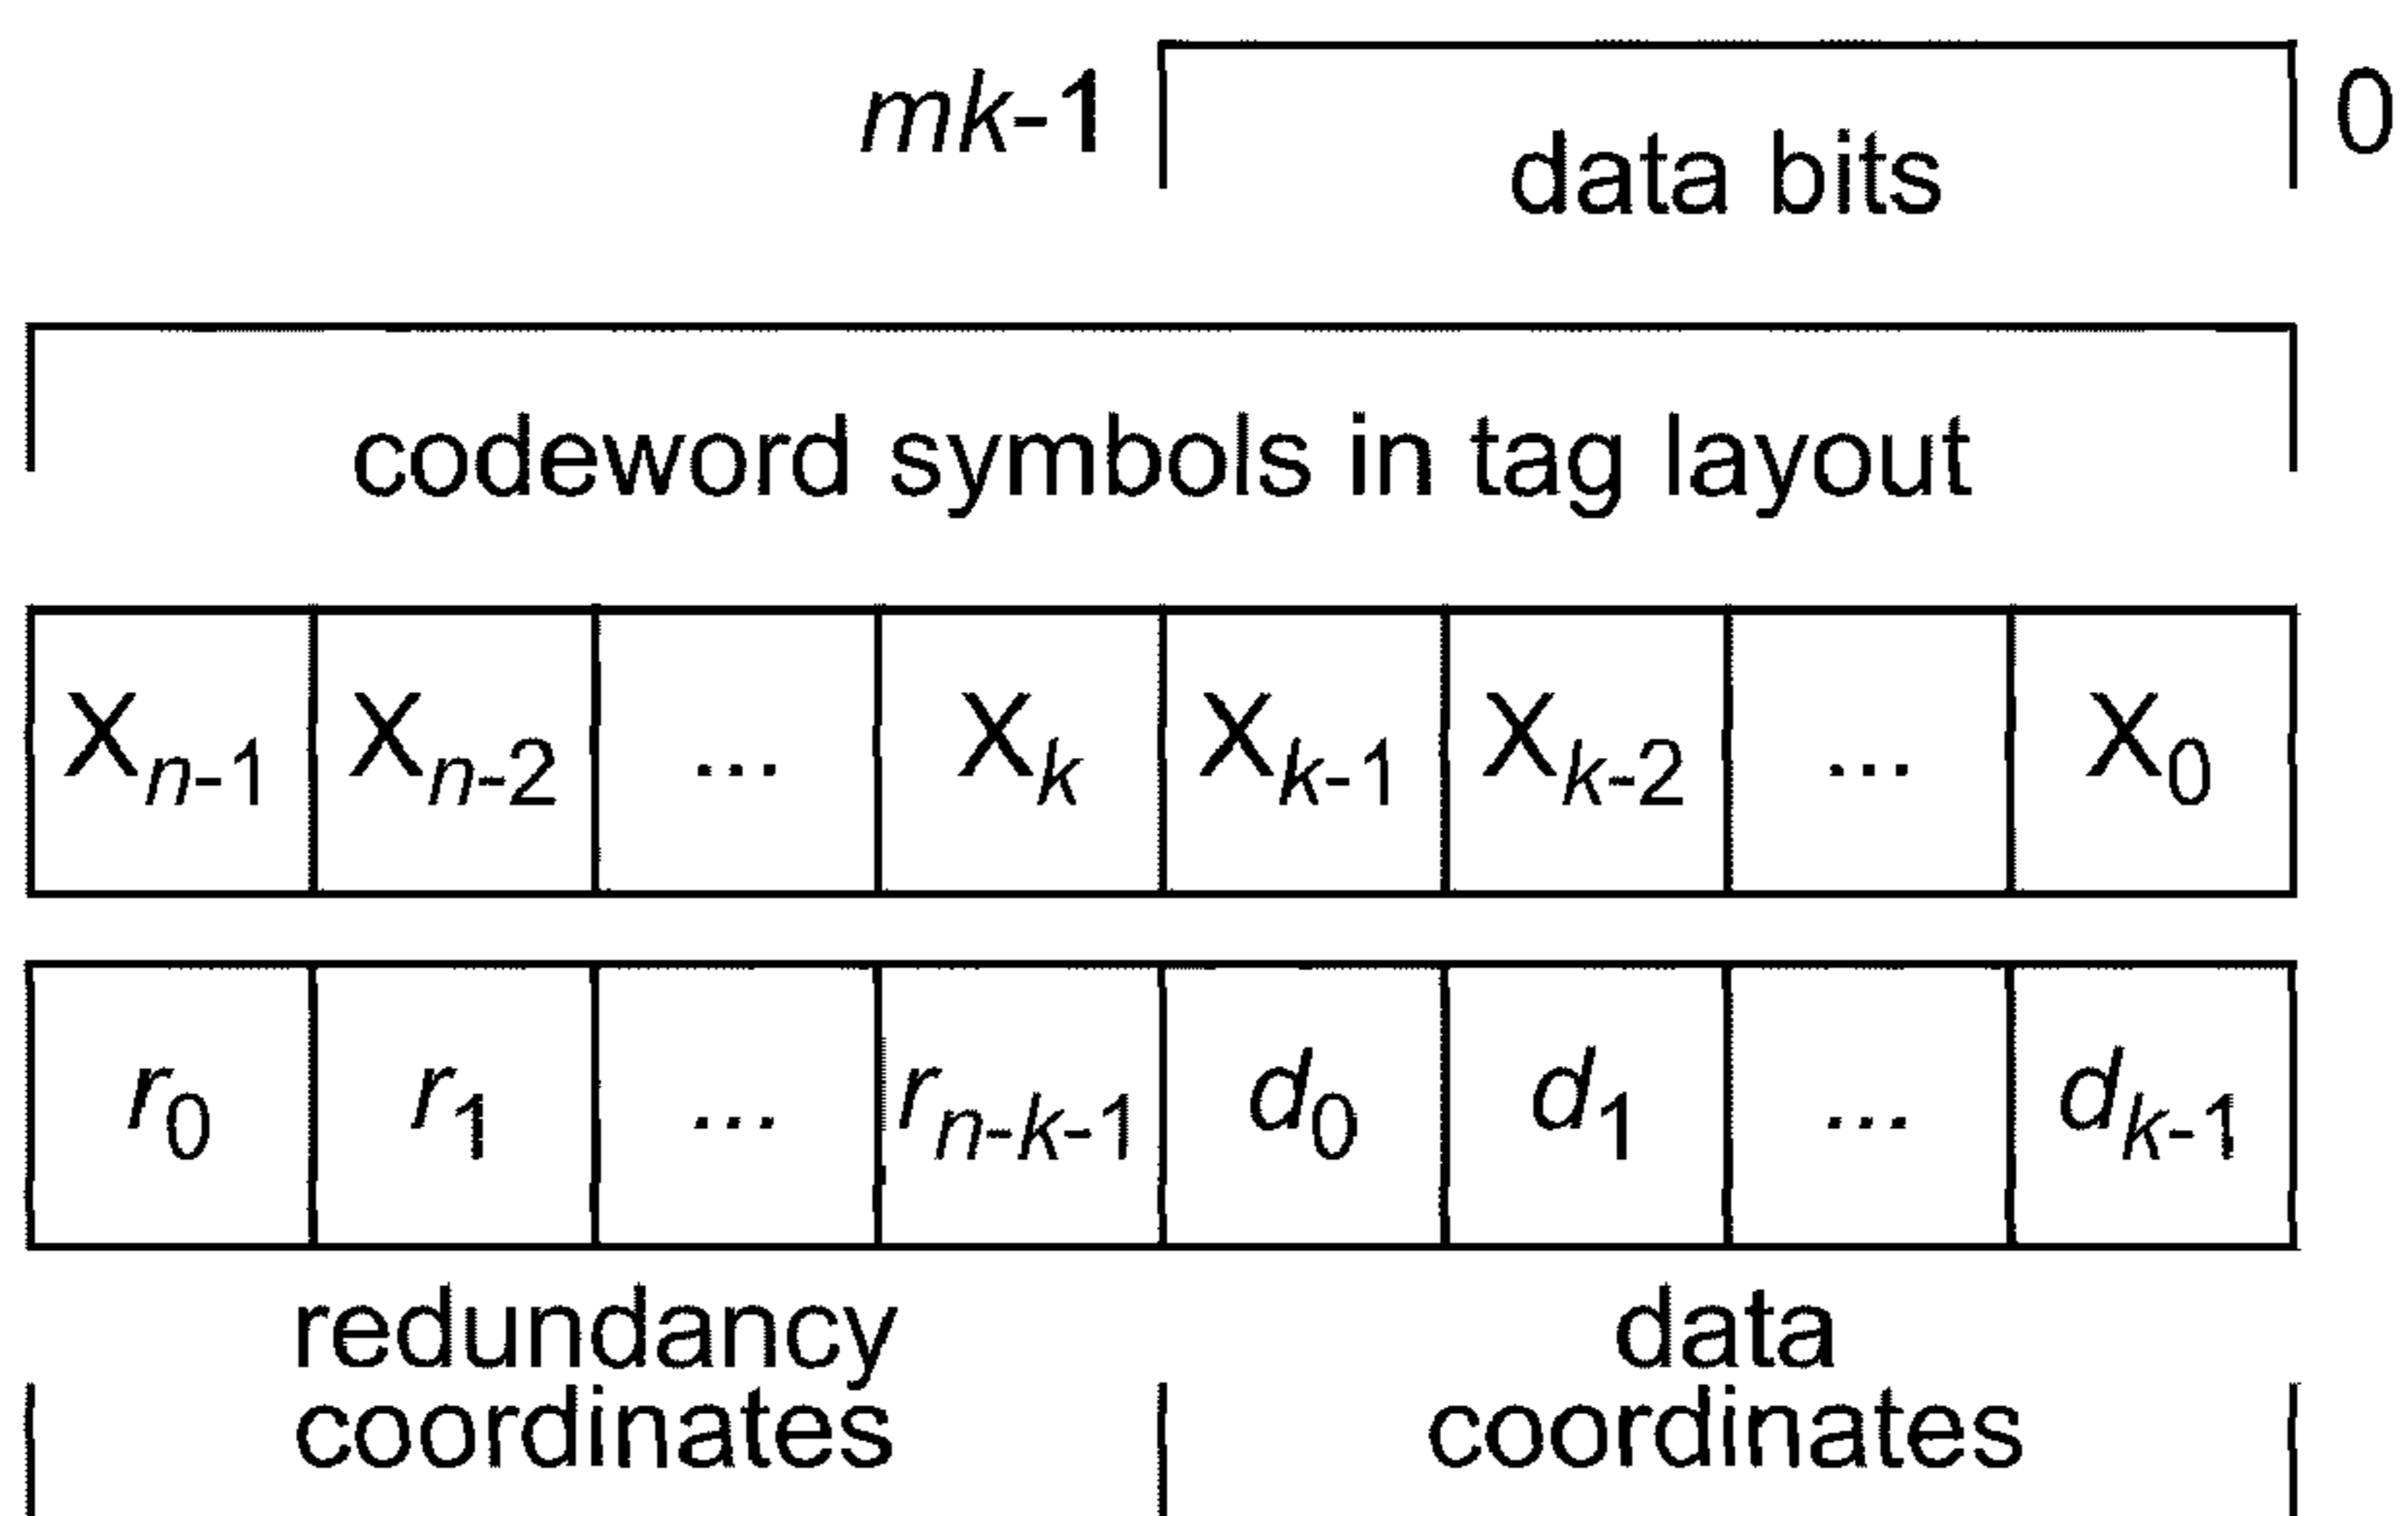 mk-1 data bits 0
codeword symbols in tag layout
Xn-1 Xn-2 ... Xk Xk-1 Xk-2 ... X0
r0 r1 ... rn-k-1 d0 d1 ... dk-1
redundancy data
coordinates coordinates